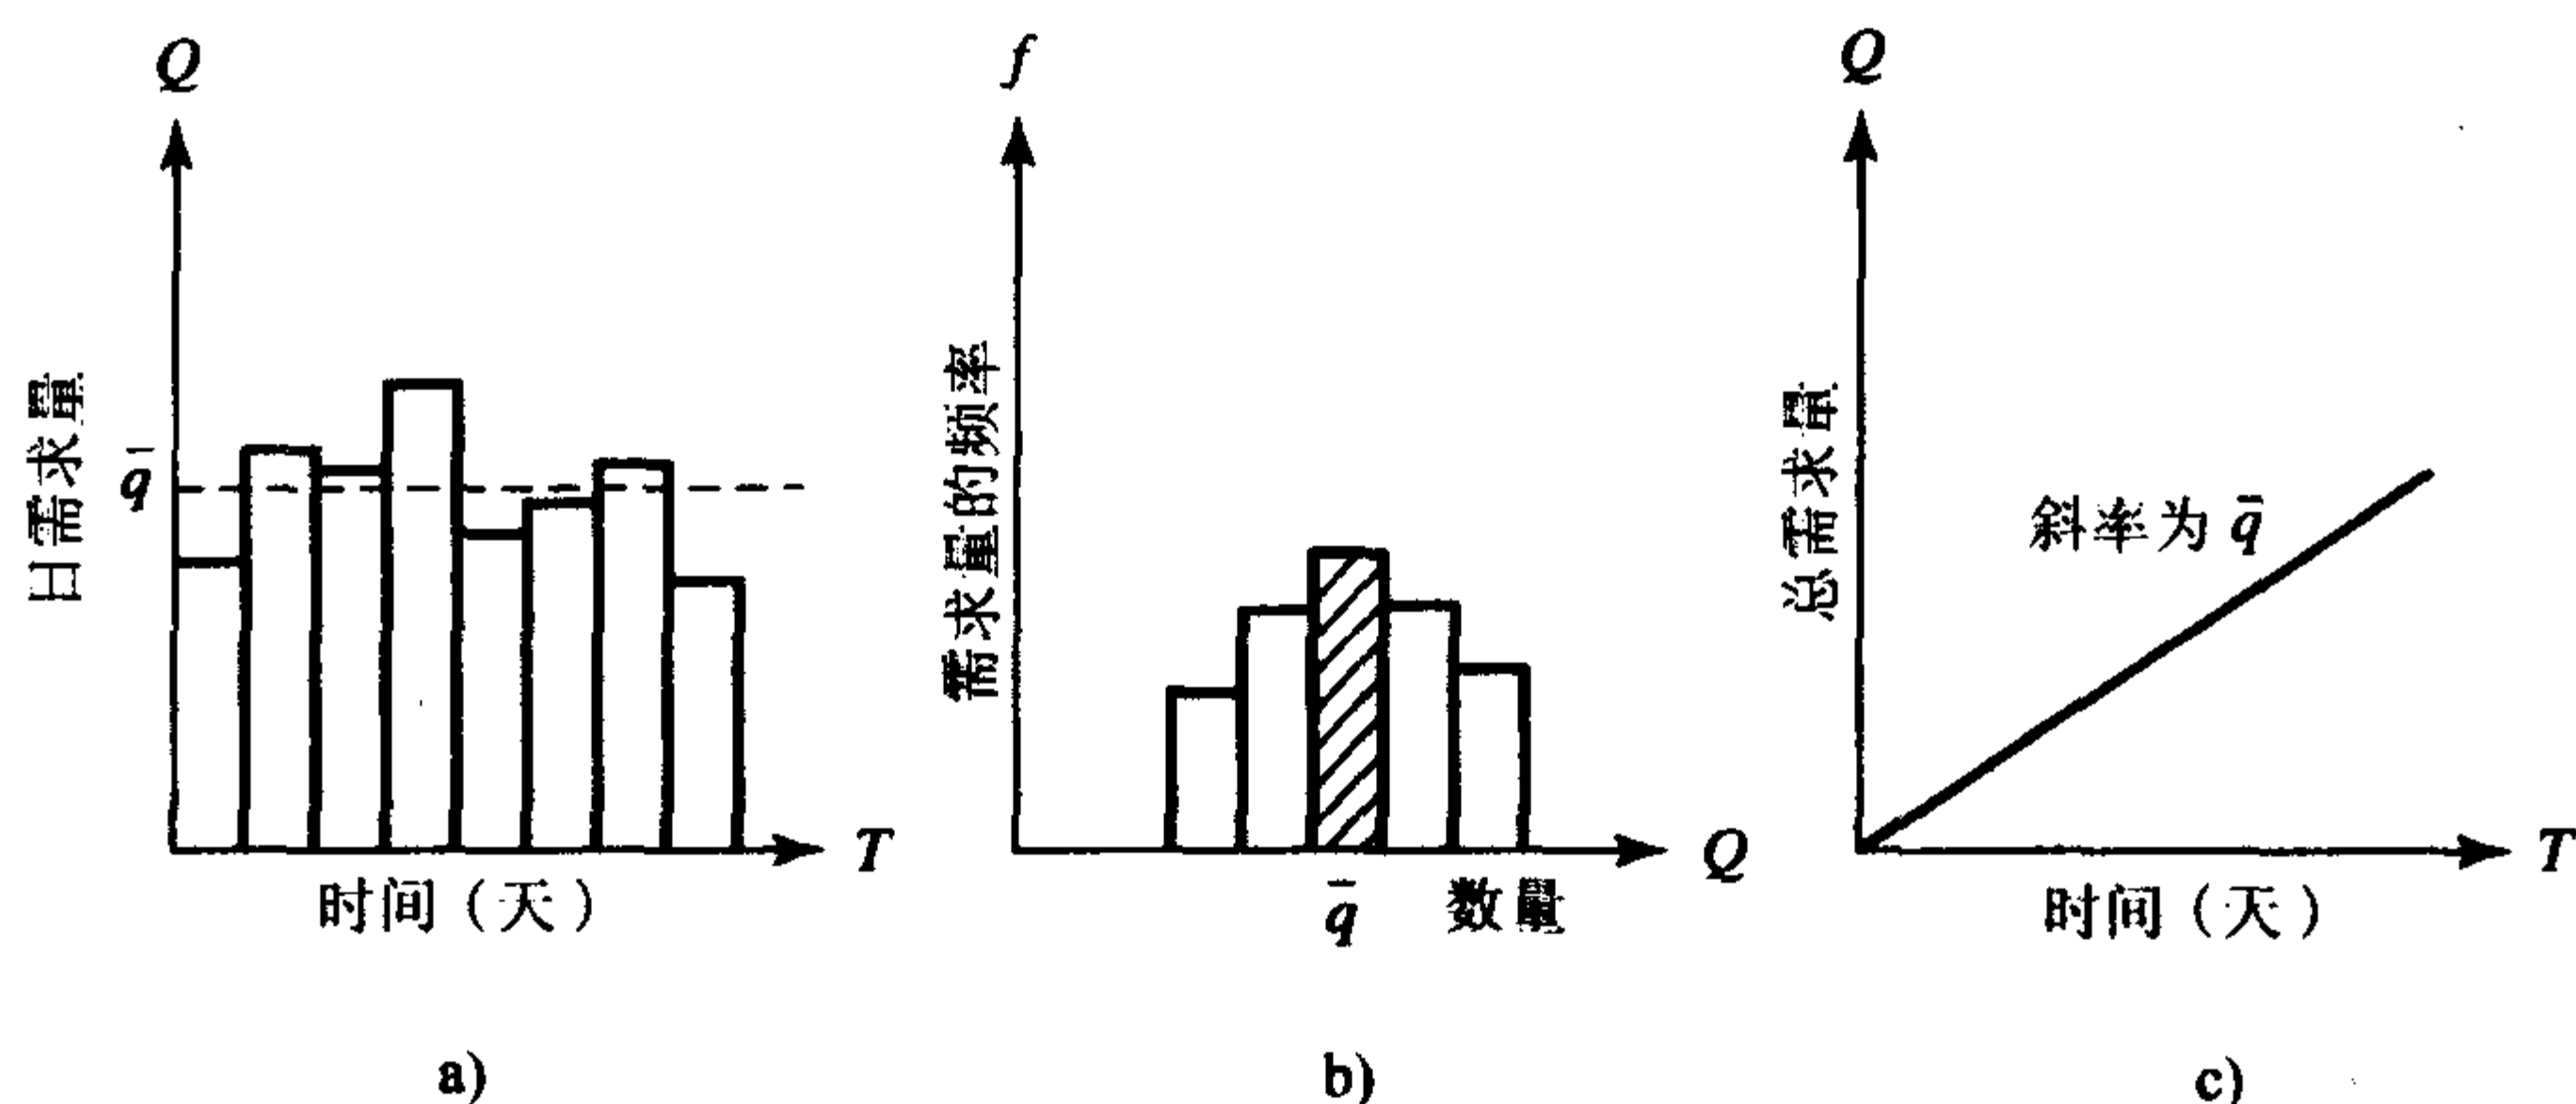 Q
日需求量
q̄
T
时间（天）
a)
f
需求量的频率
Q
q̄
数量
b)
Q
总需求量
斜率为 q̄
T
时间（天）
c)